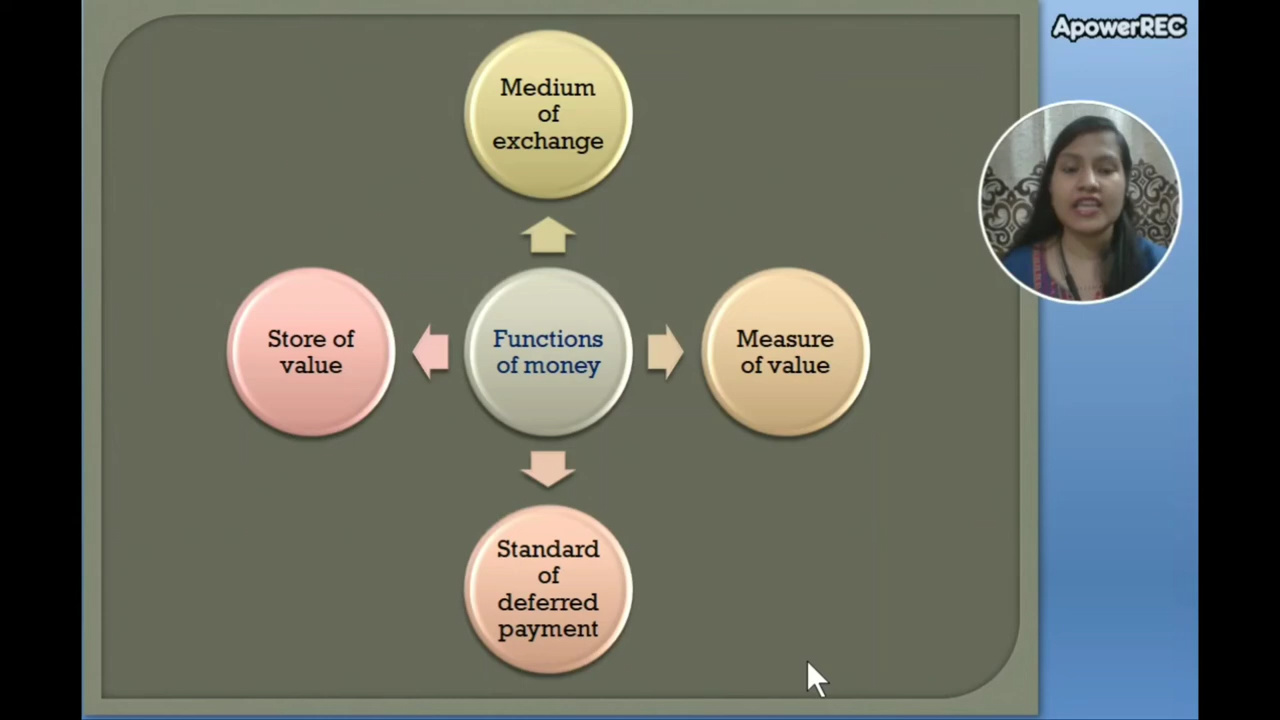 ApowerREC
Medium
of
exchange
Store of
value
Functions
of money
Measure
of value
Standard
of
deferred
payment